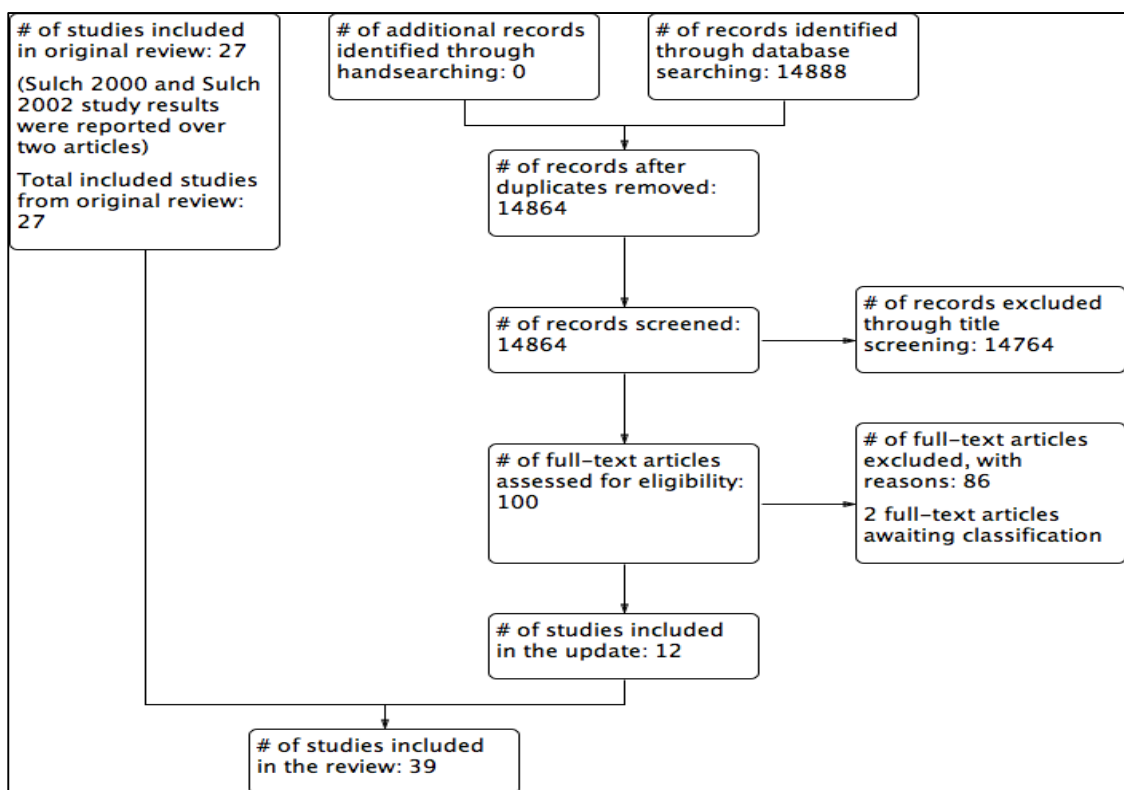 # of studies included
in original review: 27
(Sulch 2000 and Sulch
2002 study results
were reported over
two articles)
Total included studies
from original review:
27
# of additional records
identified through
handsearching: 0
# of records identified
through database
searching: 14888
# of records after
duplicates removed:
14864
# of records screened:
14864
# of records excluded
through title
screening: 14764
# of full-text articles
assessed for eligibility:
100
# of full-text articles
excluded, with
reasons: 86
2 full-text articles
awaiting classification
# of studies included
in the update: 12
# of studies included
in the review: 39